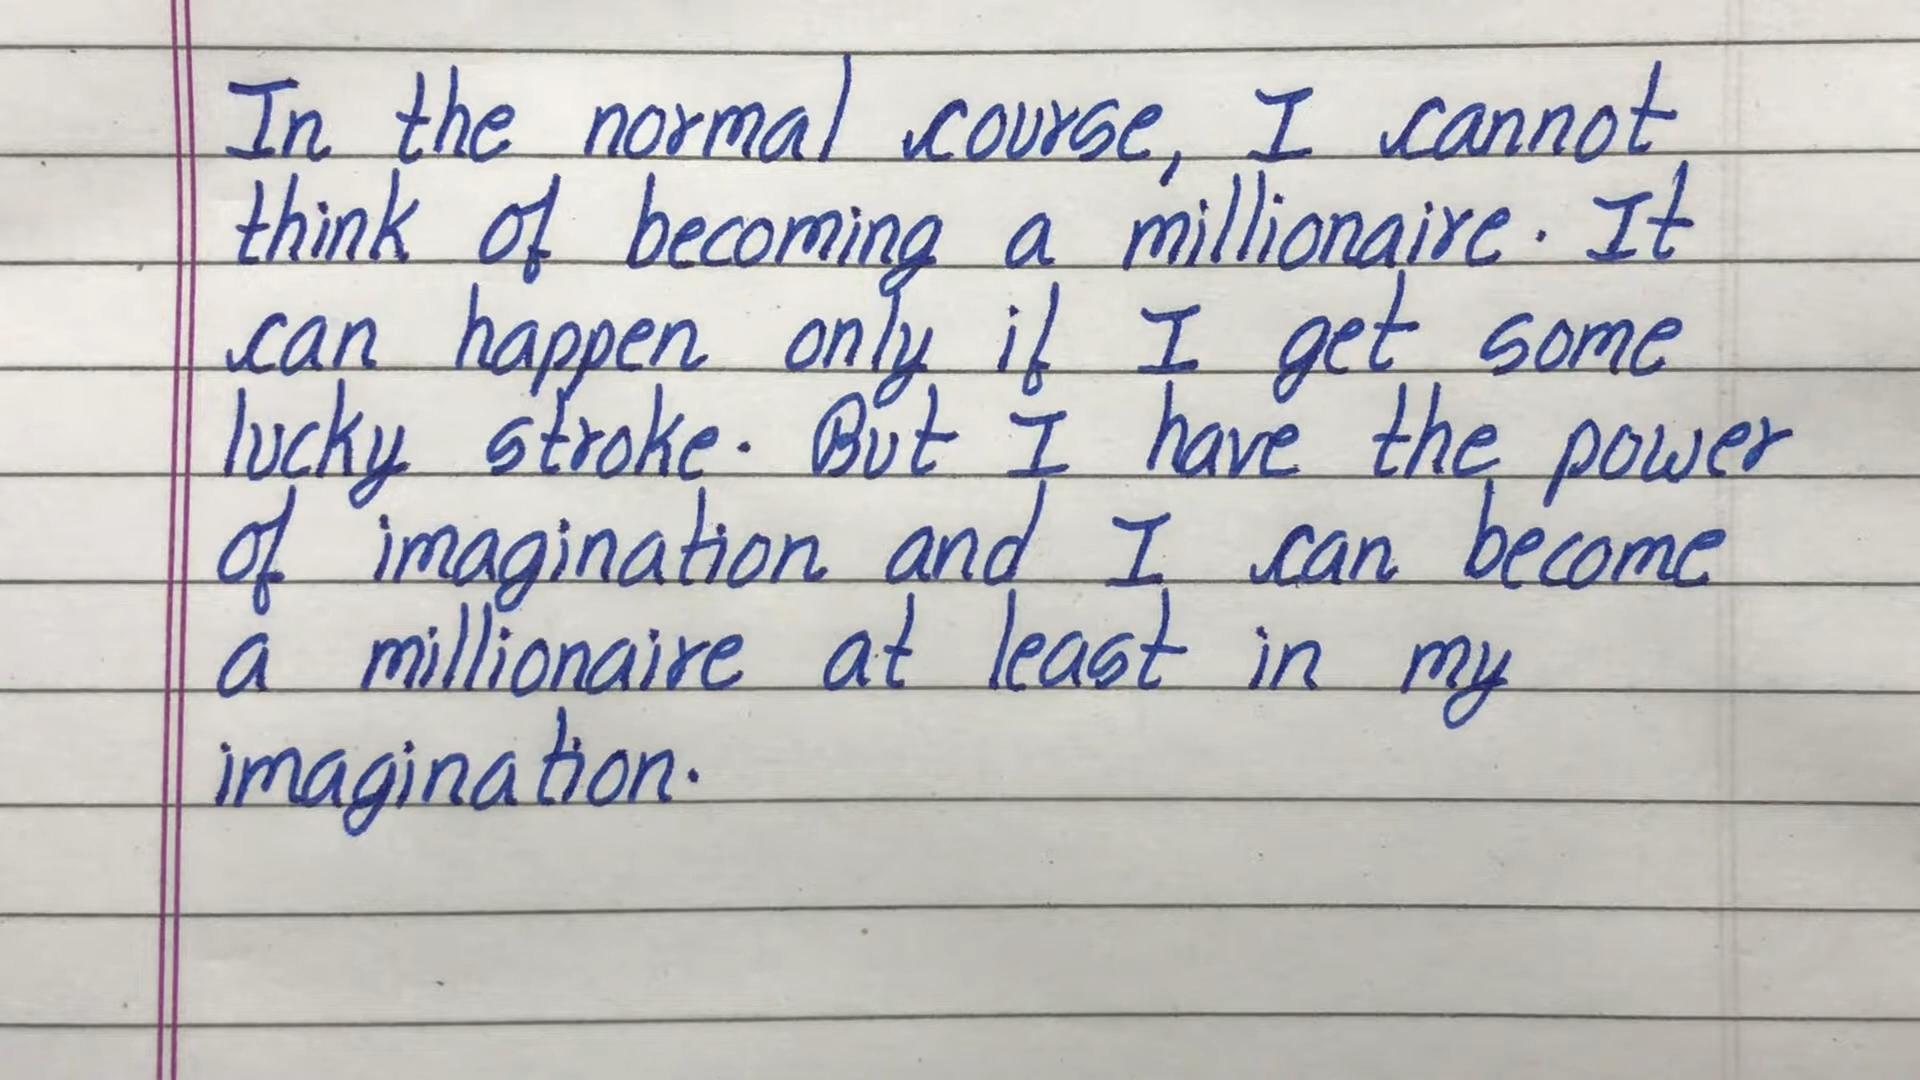 In the normal course, I cannot
think of becoming a millionaire. It
can happen only if I get some
lucky stroke. But I have the power
of imagination and I can become
a millionaire at least in my
imagination.